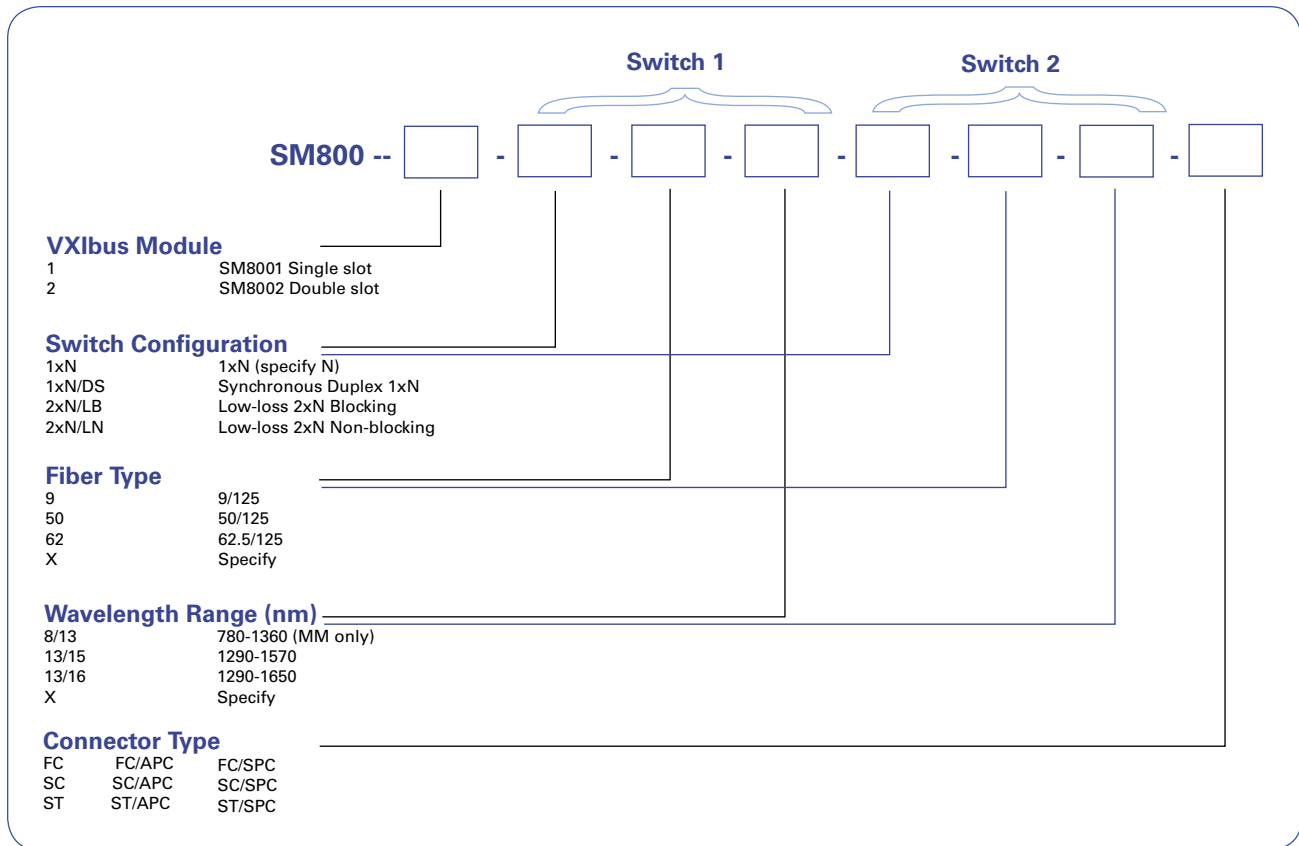 Switch 1 Switch 2
SM800 -- - - - - - - -
VXIbus Module
1 SM8001 Single slot
2 SM8002 Double slot
Switch Configuration
1xN 1xN (specify N)
1xN/DS Synchronous Duplex 1xN
2xN/LB Low-loss 2xN Blocking
2xN/LN Low-loss 2xN Non-blocking
Fiber Type
9 9/125
50 50/125
62 62.5/125
X Specify
Wavelength Range (nm)
8/13 780-1360 (MM only)
13/15 1290-1570
13/16 1290-1650
X Specify
Connector Type
FC FC/APC FC/SPC
SC SC/APC SC/SPC
ST ST/APC ST/SPC